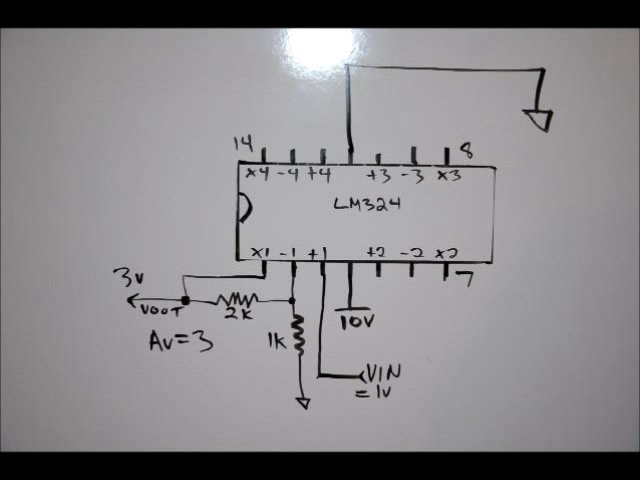 14
8
x4 -4 +4 +3 -3 x3
LM324
x1 -1 +1 +2 -2 x2
7
3v
VOUT
2K
10V
Av=3
1K
VIN
= 1v